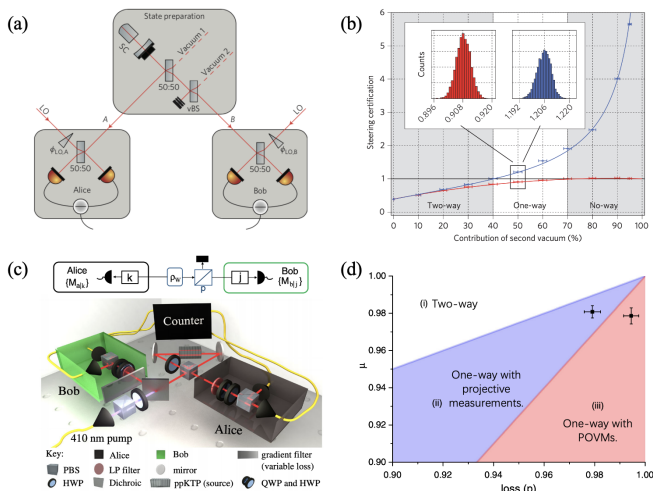 (a)
State preparation
SC
Vacuum 1
Vacuum 2
50:50
vBS
LO
A
B
LO
ϕLO,A
50:50
Alice
ϕLO,B
50:50
Bob
(b)
Steering certification
6
5
4
3
2
1
0
Counts
0.896
0.908
0.920
1.192
1.206
1.220
Two-way
One-way
No-way
0 10 20 30 40 50 60 70 80 90 100
Contribution of second vacuum (%)
(c)
Alice
{Ma|k}
k
ρw
p
j
Bob
{Mb|j}
Counter
Bob
410 nm pump
Alice
Key:
Alice
Bob
gradient filter
(variable loss)
PBS
LP filter
mirror
HWP
Dichroic
ppKTP (source)
QWP and HWP
(d)
μ
1.00
0.98
0.96
0.94
0.92
0.90
(i) Two-way
One-way with
(ii) projective
measurements.
(iii)
One-way with
POVMs.
0.90 0.92 0.94 0.96 0.98 1.00
loss (p)